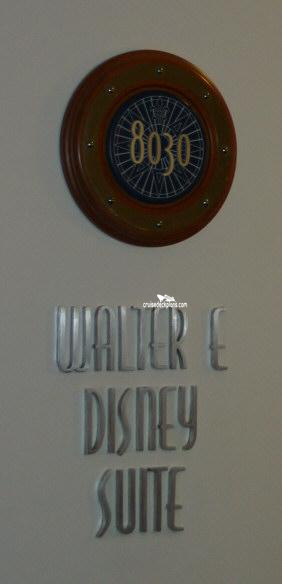 8030
cruisedeckplans.com
WALTER E
DISNEY
SUITE